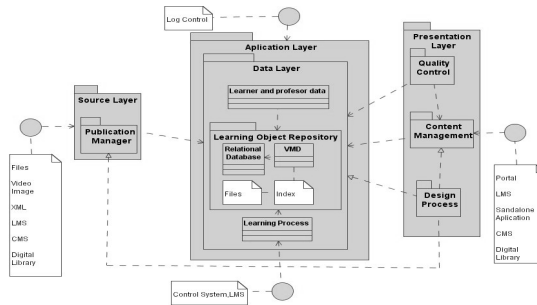 Log Control
Aplication Layer
Data Layer
Learner and profesor data
Learning Object Repository
Relational
Database
VMD
Files
Index
Learning Process
Control System,LMS
Source Layer
Publication
Manager
Files
Video
Image
XML
LMS
CMS
Digital
Library
Presentation
Layer
Quality
Control
Content
Management
Design
Process
Portal
LMS
Sandalone
Aplication
CMS
Digital
Library